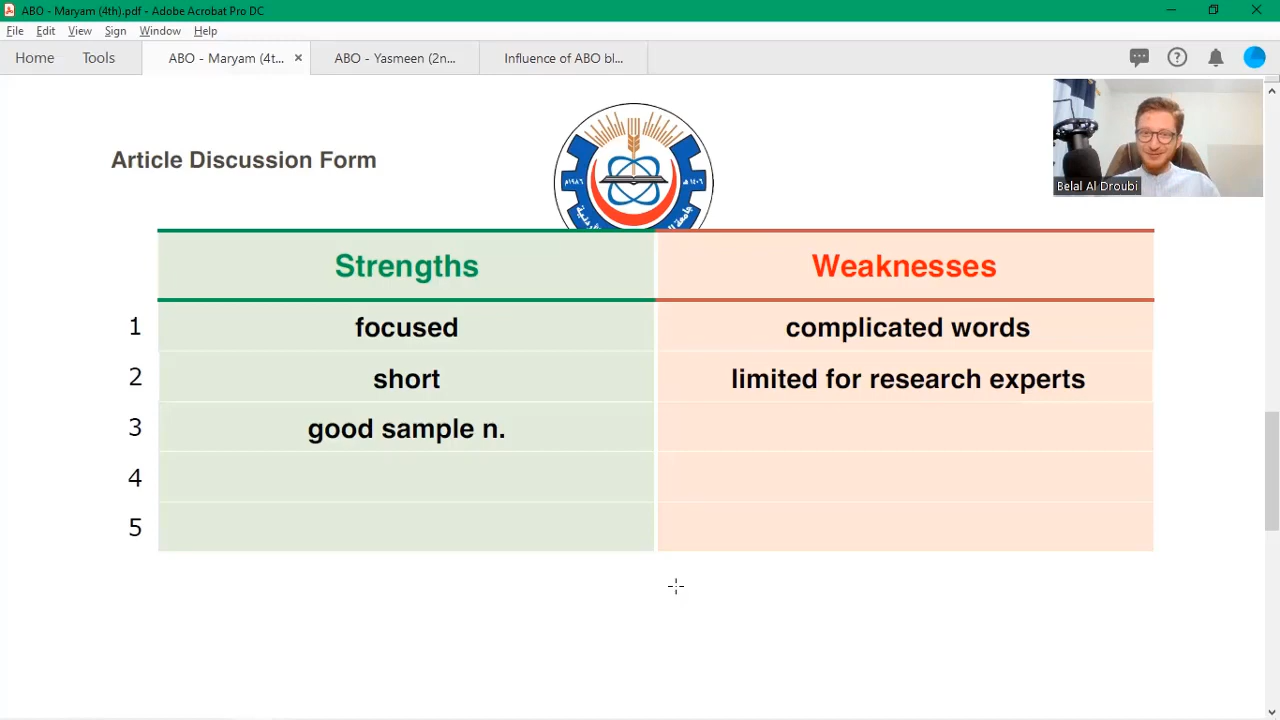 ABO - Maryam (4th).pdf - Adobe Acrobat Pro DC
File Edit View Sign Window Help
Home Tools ABO - Maryam (4t... × ABO - Yasmeen (2n... Influence of ABO bl...
Article Discussion Form
١٩٨٦م ١٤٠٦هـ
Belal Al Droubi
Strengths Weaknesses
1 focused complicated words
2 short limited for research experts
3 good sample n.
4
5